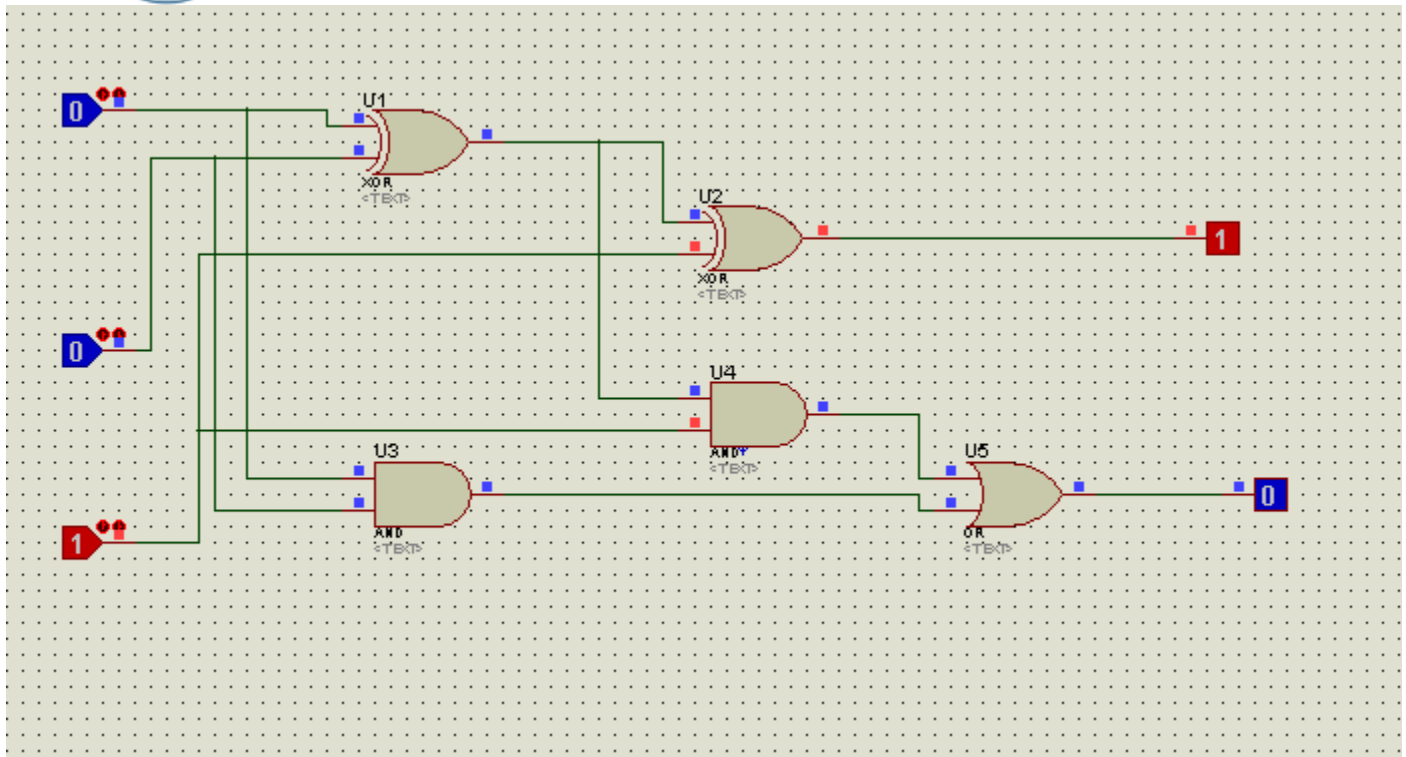 0
U1
XOR
<TEXT>
U2
1
XOR
<TEXT>
0
U4
AND
<TEXT>
U3
U5
0
1
AND
<TEXT>
OR
<TEXT>